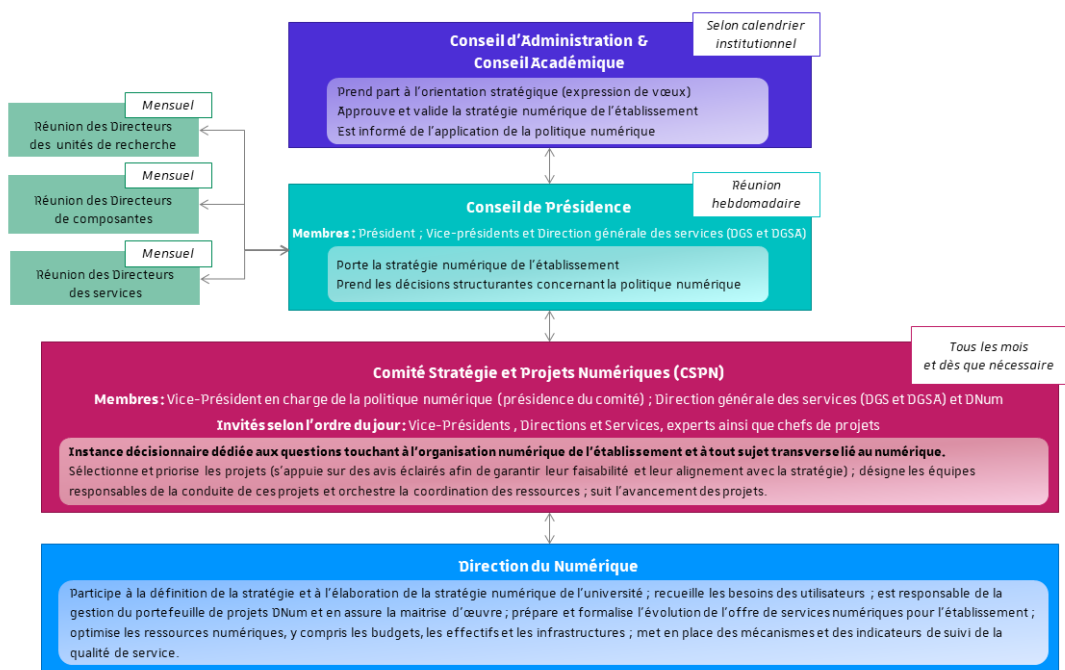 Selon calendrier
institutionnel
Conseil d'Administration &
Conseil Académique
Prend part à l'orientation stratégique (expression de vœux)
Approuve et valide la stratégie numérique de l'établissement
Est informé de l'application de la politique numérique
Mensuel
Réunion des Directeurs
des unités de recherche
Mensuel
Réunion des Directeurs
de composantes
Mensuel
Réunion des Directeurs
des services
Réunion
hebdomadaire
Conseil de Présidence
Membres : Président ; Vice-présidents et Direction générale des services (DGS et DGSA)
Porte la stratégie numérique de l'établissement
Prend les décisions structurantes concernant la politique numérique
Tous les mois
et dès que nécessaire
Comité Stratégie et Projets Numériques (CSPN)
Membres : Vice-Président en charge de la politique numérique (présidence du comité) ; Direction générale des services (DGS et DGSA) et DNum
Invités selon l'ordre du jour : Vice-Présidents , Directions et Services, experts ainsi que chefs de projets
Instance décisionnaire dédiée aux questions touchant à l'organisation numérique de l'établissement et à tout sujet transverse lié au numérique.
Sélectionne et priorise les projets (s'appuie sur des avis éclairés afin de garantir leur faisabilité et leur alignement avec la stratégie) ; désigne les équipes
responsables de la conduite de ces projets et orchestre la coordination des ressources ; suit l'avancement des projets.
Direction du Numérique
Participe à la définition de la stratégie et à l'élaboration de la stratégie numérique de l'université ; recueille les besoins des utilisateurs ; est responsable de la
gestion du portefeuille de projets DNum et en assure la maitrise d'œuvre ; prépare et formalise l'évolution de l'offre de services numériques pour l'établissement ;
optimise les ressources numériques, y compris les budgets, les effectifs et les infrastructures ; met en place des mécanismes et des indicateurs de suivi de la
qualité de service.